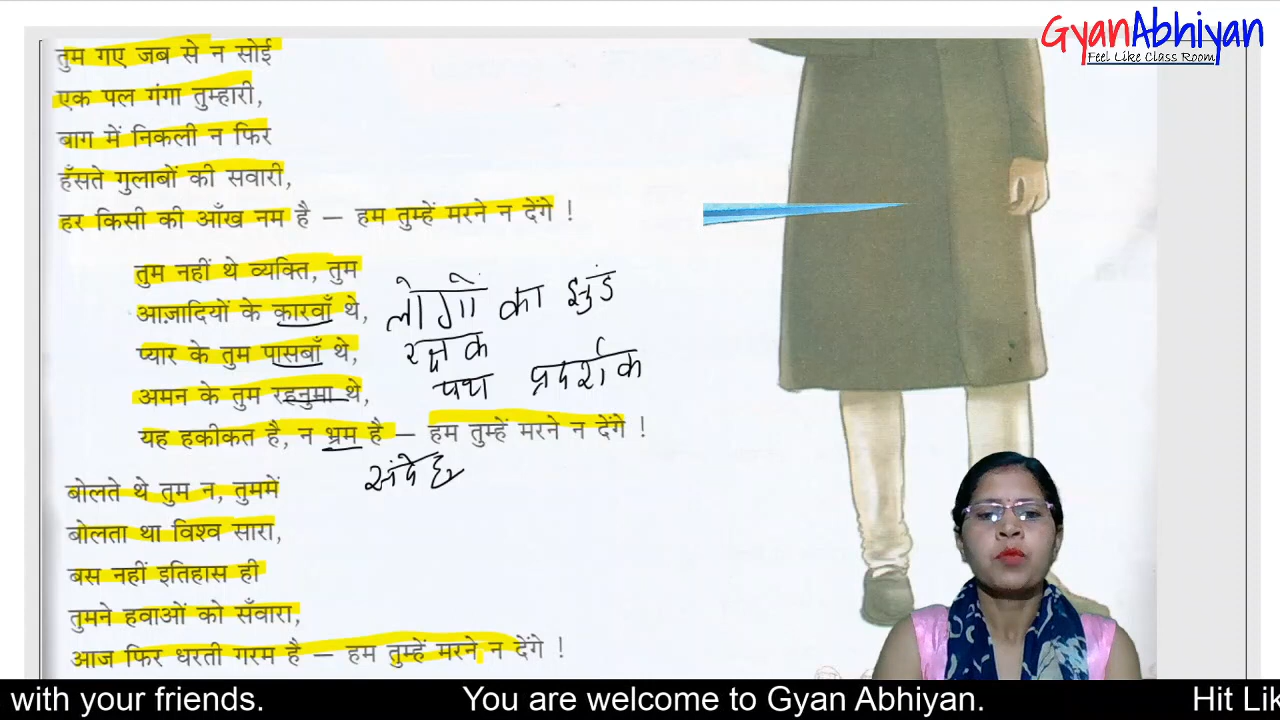 GyanAbhiyan
Feel Like Class Room
तुम गए जब से न सोई
एक पल गंगा तुम्हारी,
बाग में निकली न फिर
हँसते गुलाबों की सवारी,
हर किसी की आँख नम है – हम तुम्हें मरने न देंगे !
तुम नहीं थे व्यक्ति, तुम
आज़ादियों के कारवाँ थे,
लोगों का झुंड
प्यार के तुम पासबाँ थे,
रक्षक
अमन के तुम रहनुमा थे,
पथ प्रदर्शक
यह हकीकत है, न भ्रम है – हम तुम्हें मरने न देंगे !
संदेह
बोलते थे तुम न, तुममें
बोलता था विश्व सारा,
बस नहीं इतिहास ही
तुमने हवाओं को सँवारा,
आज फिर धरती गरम है – हम तुम्हें मरने न देंगे !
with your friends. You are welcome to Gyan Abhiyan. Hit Lik